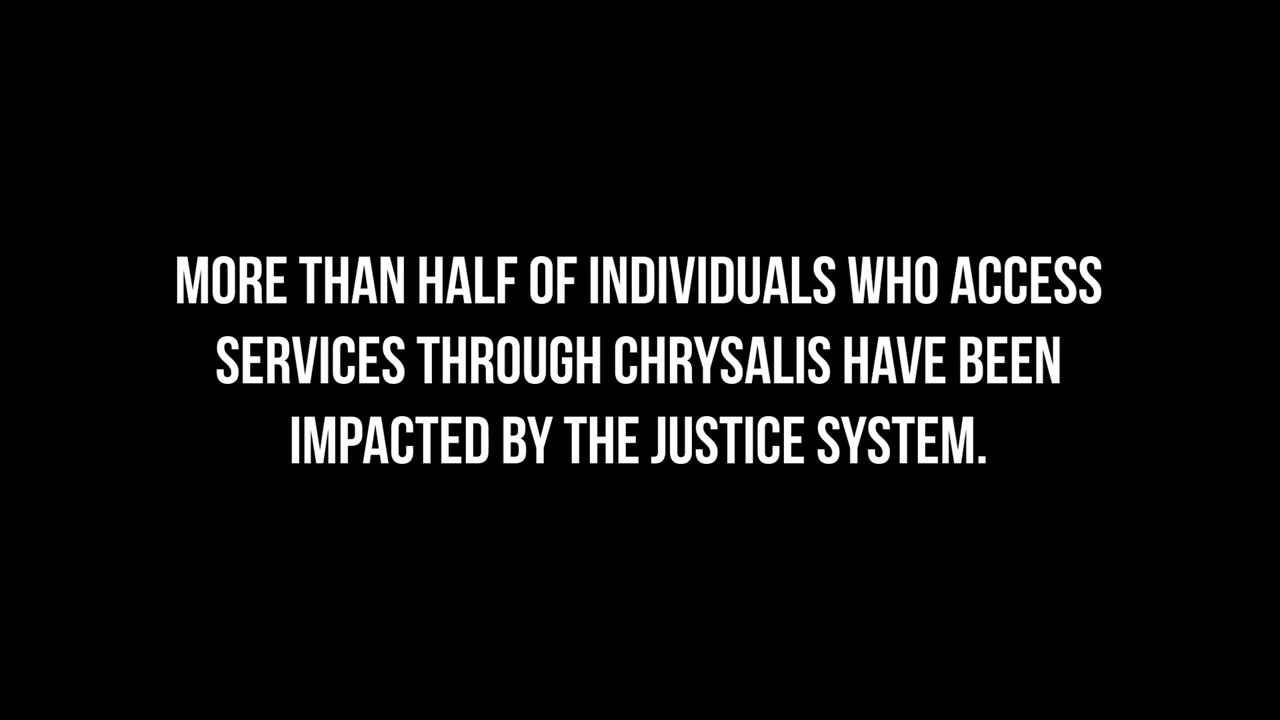 MORE THAN HALF OF INDIVIDUALS WHO ACCESS
SERVICES THROUGH CHRYSALIS HAVE BEEN
IMPACTED BY THE JUSTICE SYSTEM.